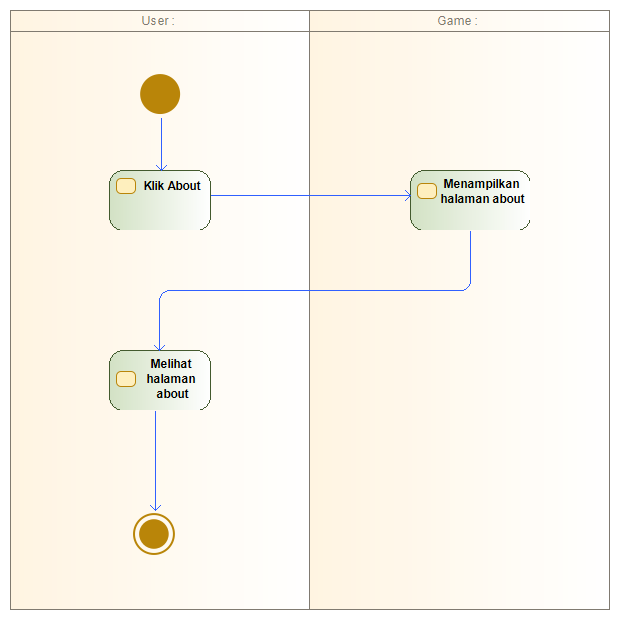 User :
Game :
Klik About
Menampilkan
halaman about
Melihat
halaman
about